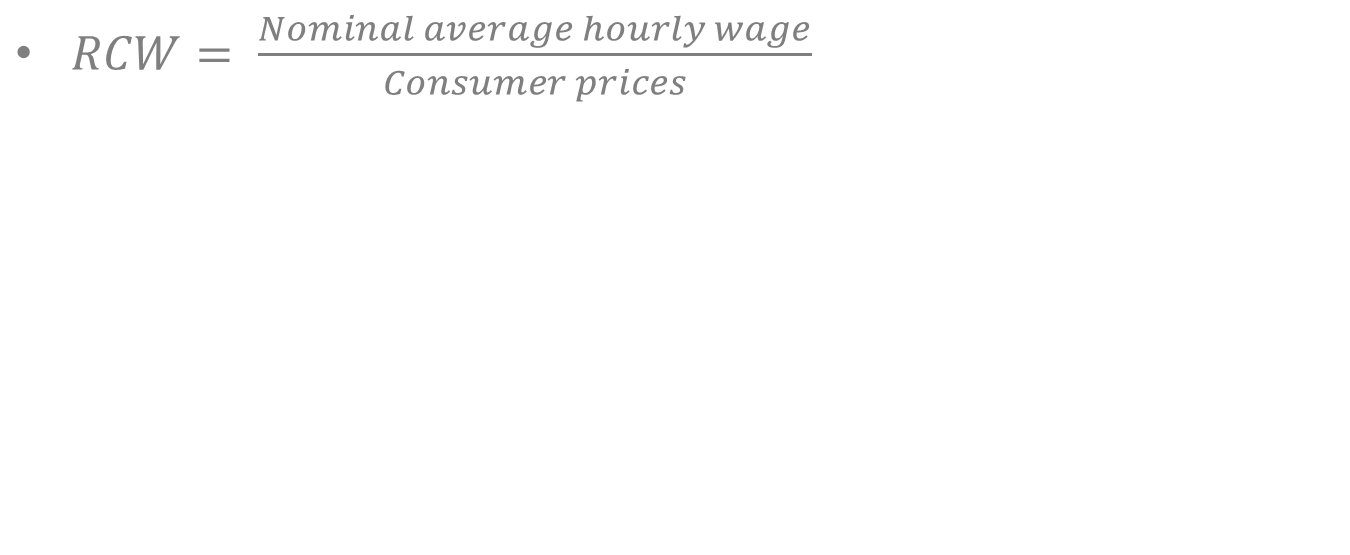 • RCW = Nominal average hourly wage
Consumer prices